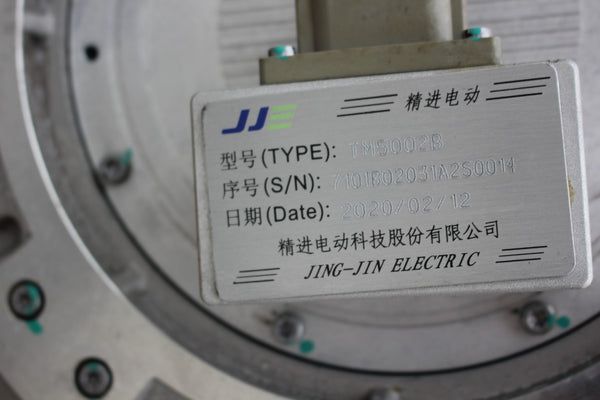 JJE 精进电动
型号(TYPE): TM5002B
序号(S/N): 7101B02031A2S0014
日期(Date): 2020/02/12
精进电动科技股份有限公司
JING-JIN ELECTRIC